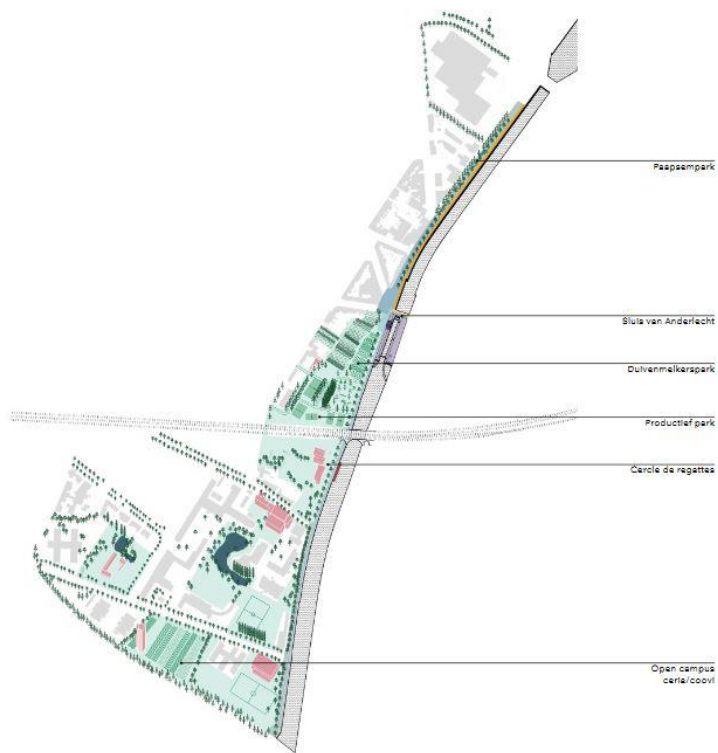 Paapsempark
Sluis van Anderlecht
Duivenmelkerspark
Productief park
Cercle de regattes
Open campus
ceria/coovi